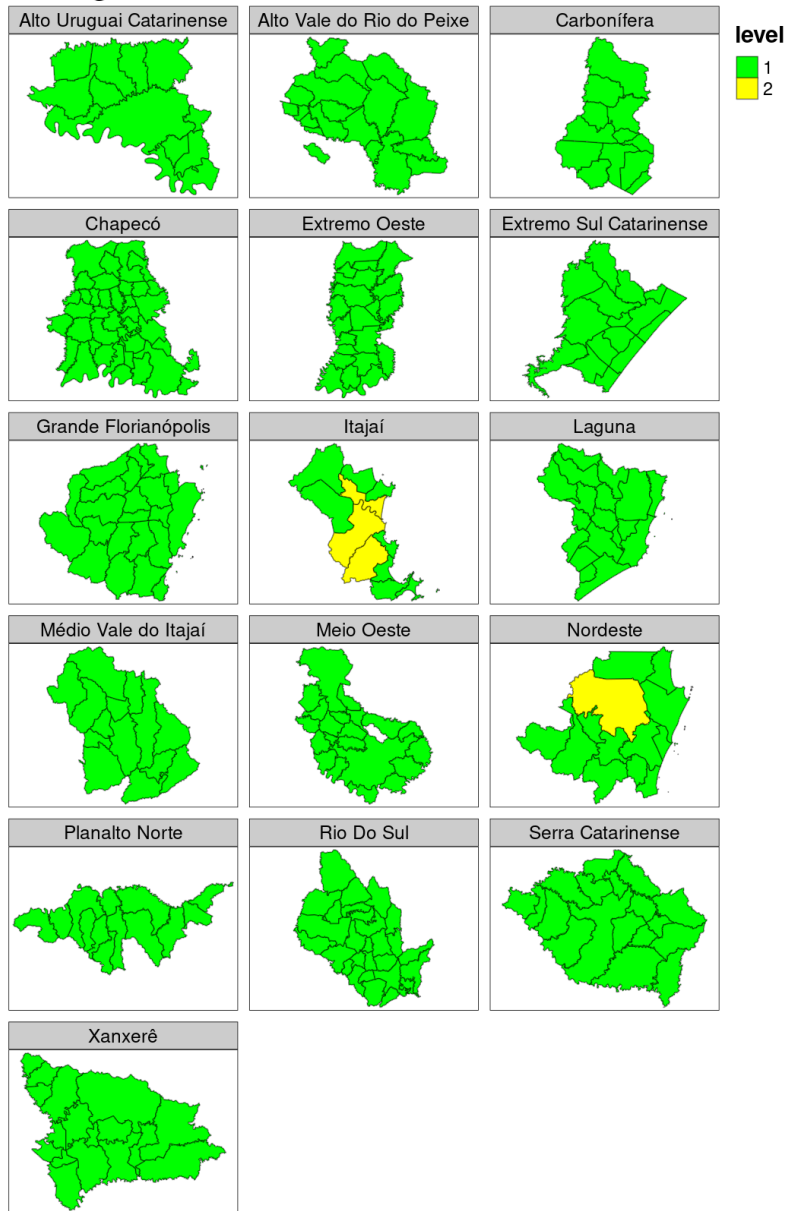 Alto Uruguai Catarinense
Alto Vale do Rio do Peixe
Carbonífera
level
1
2
Chapecó
Extremo Oeste
Extremo Sul Catarinense
Grande Florianópolis
Itajaí
Laguna
Médio Vale do Itajaí
Meio Oeste
Nordeste
Planalto Norte
Rio Do Sul
Serra Catarinense
Xanxerê